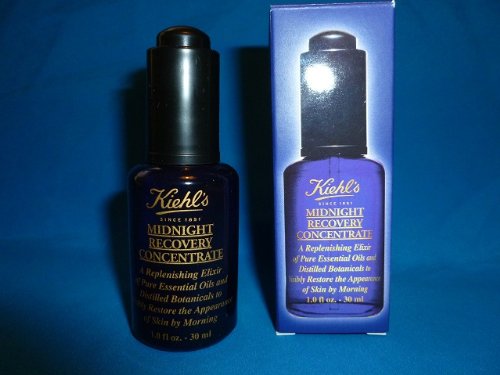 Kiehl's
SINCE 1851
MIDNIGHT
RECOVERY
CONCENTRATE
A Replenishing Elixir
of Pure Essential Oils and
Distilled Botanicals to
Visibly Restore the Appearance
of Skin by Morning
1.0 fl. oz. - 30 ml
Kiehl's
SINCE 1851
MIDNIGHT
RECOVERY
CONCENTRATE
A Replenishing Elixir
of Pure Essential Oils and
Distilled Botanicals to
Visibly Restore the Appearance
of Skin by Morning
1.0 fl. oz. - 30 ml